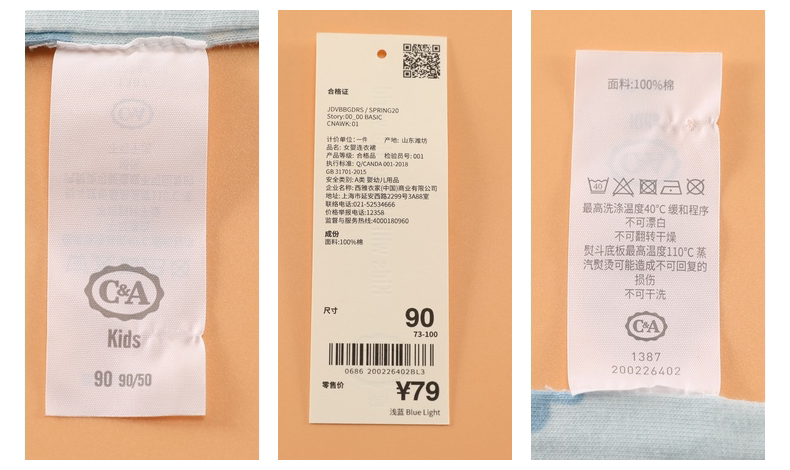 C&A
Kids
90 90/50
合格证
JDVBBGDRS / SPRING20
Story:00_00 BASIC
CNAWK:01
计价单位:一件 产地: 山东潍坊
品名: 女婴连衣裙
产品等级: 合格品 检验员号: 001
执行标准: Q/CANDA 001-2018
GB 31701-2015
安全类别: A类 婴幼儿用品
企业名称: 西雅衣家(中国)商业有限公司
地址: 上海市延安西路2299号3A88室
联络电话:021-52534666
价格举报电话:12358
监督与服务热线:4000180960
成份
面料:100%棉
尺寸
90
73-100
0686 200226402BL3
零售价
¥79
浅蓝 Blue Light
面料:100%棉
40
最高洗涤温度40℃ 缓和程序
不可漂白
不可翻转干燥
熨斗底板最高温度110℃ 蒸
汽熨烫可能造成不可回复的
损伤
不可干洗
C&A
1387
200226402